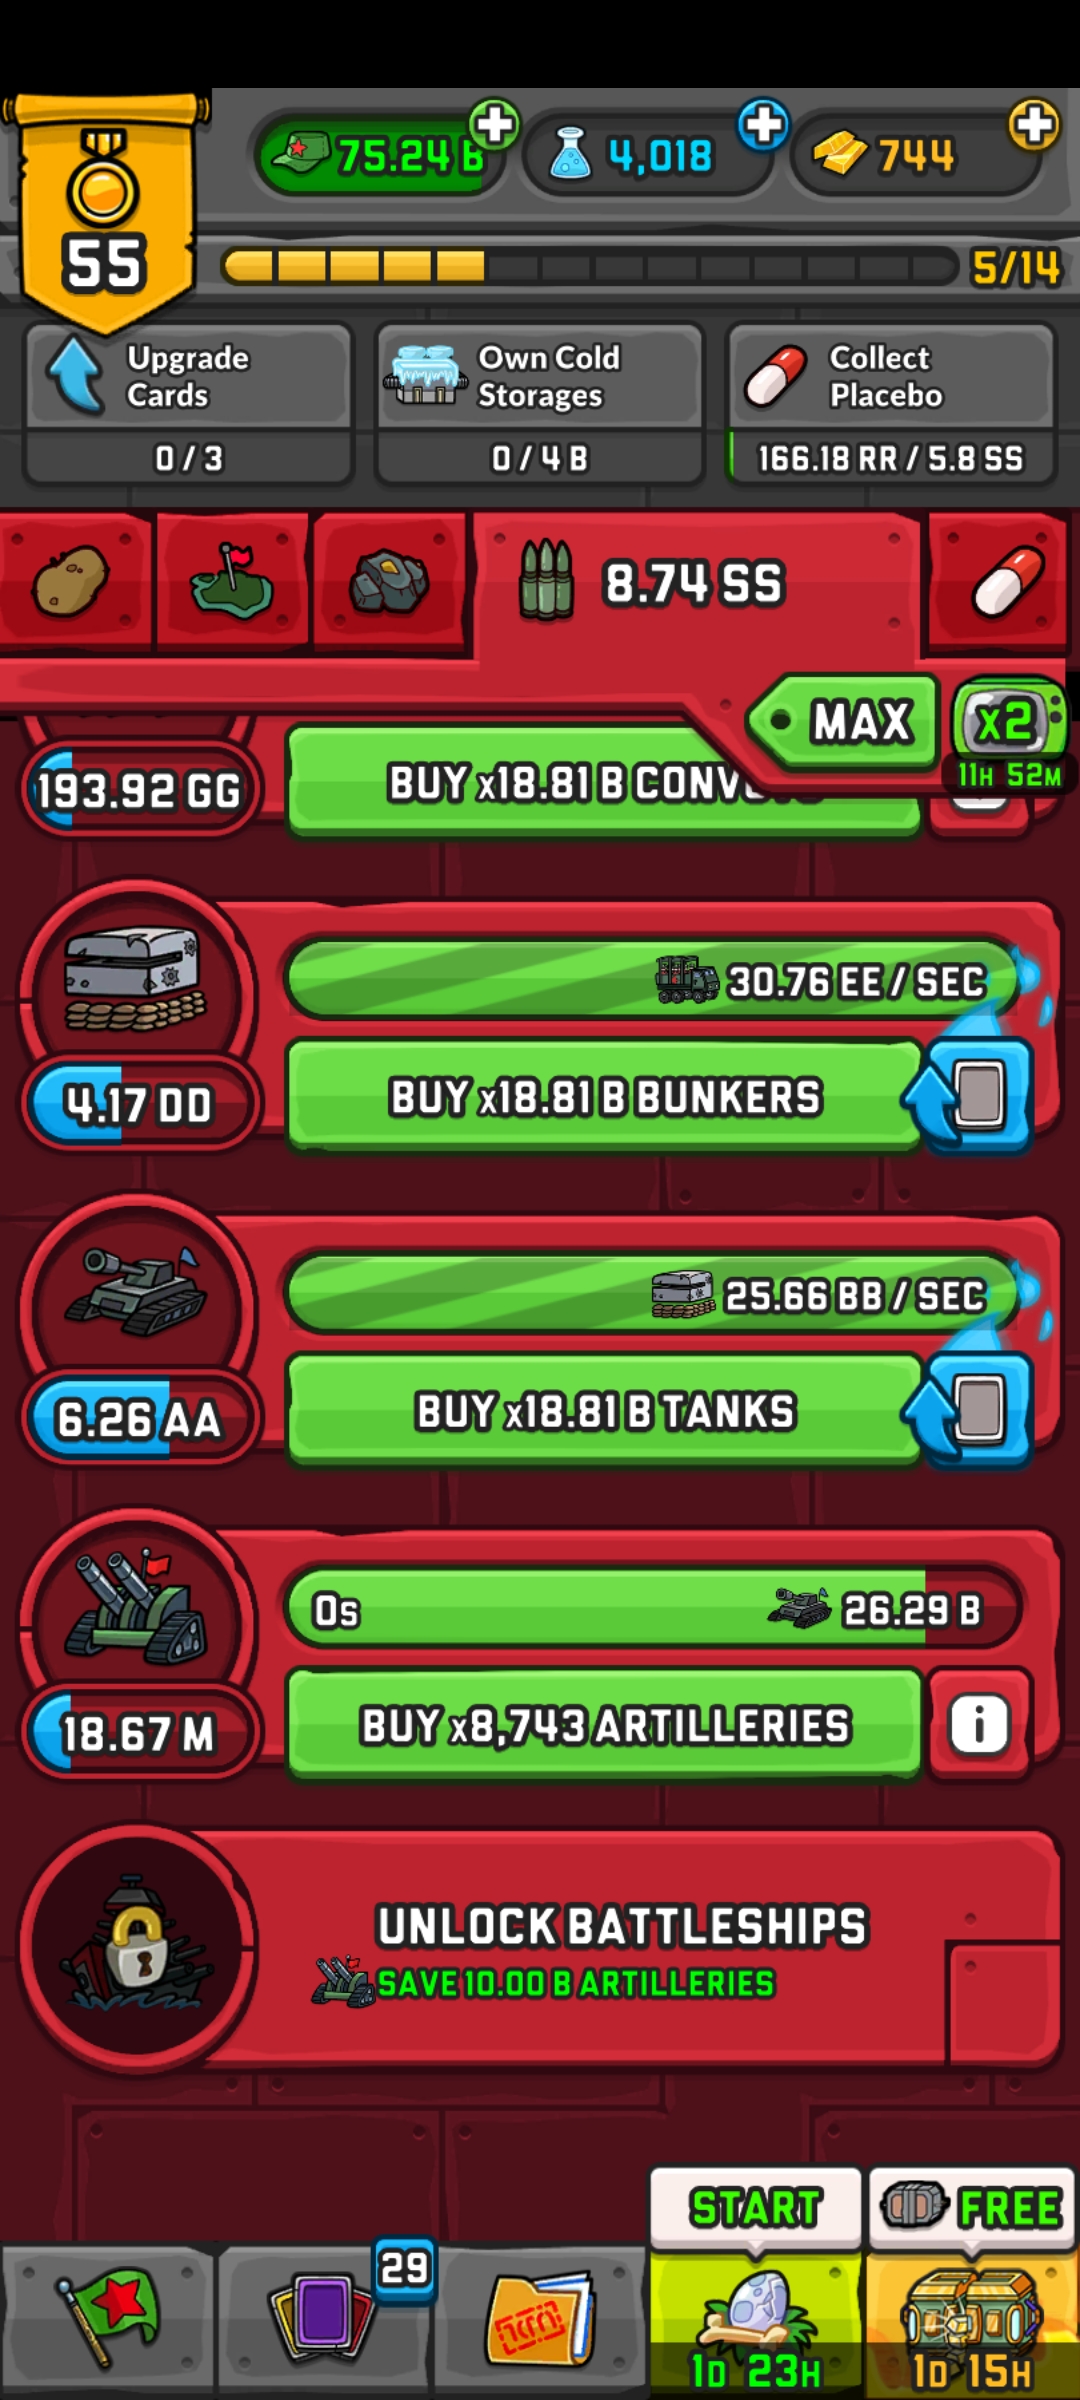 75.24 B
4,018
744
55
5/14
Upgrade
Cards
0 / 3
Own Cold
Storages
0 / 4 B
Collect
Placebo
166.18 RR / 5.8 SS
8.74 SS
MAX
x2
11H 52M
193.92 GG
BUY x18.81 B
30.76 EE / SEC
4.17 DD
BUY x18.81 B BUNKERS
25.66 BB / SEC
6.26 AA
BUY x18.81 B TANKS
0s
26.29 B
18.67 M
BUY x8,743 ARTILLERIES
i
UNLOCK BATTLESHIPS
SAVE 10.00 B ARTILLERIES
START
FREE
29
1D 23H
1D 15H